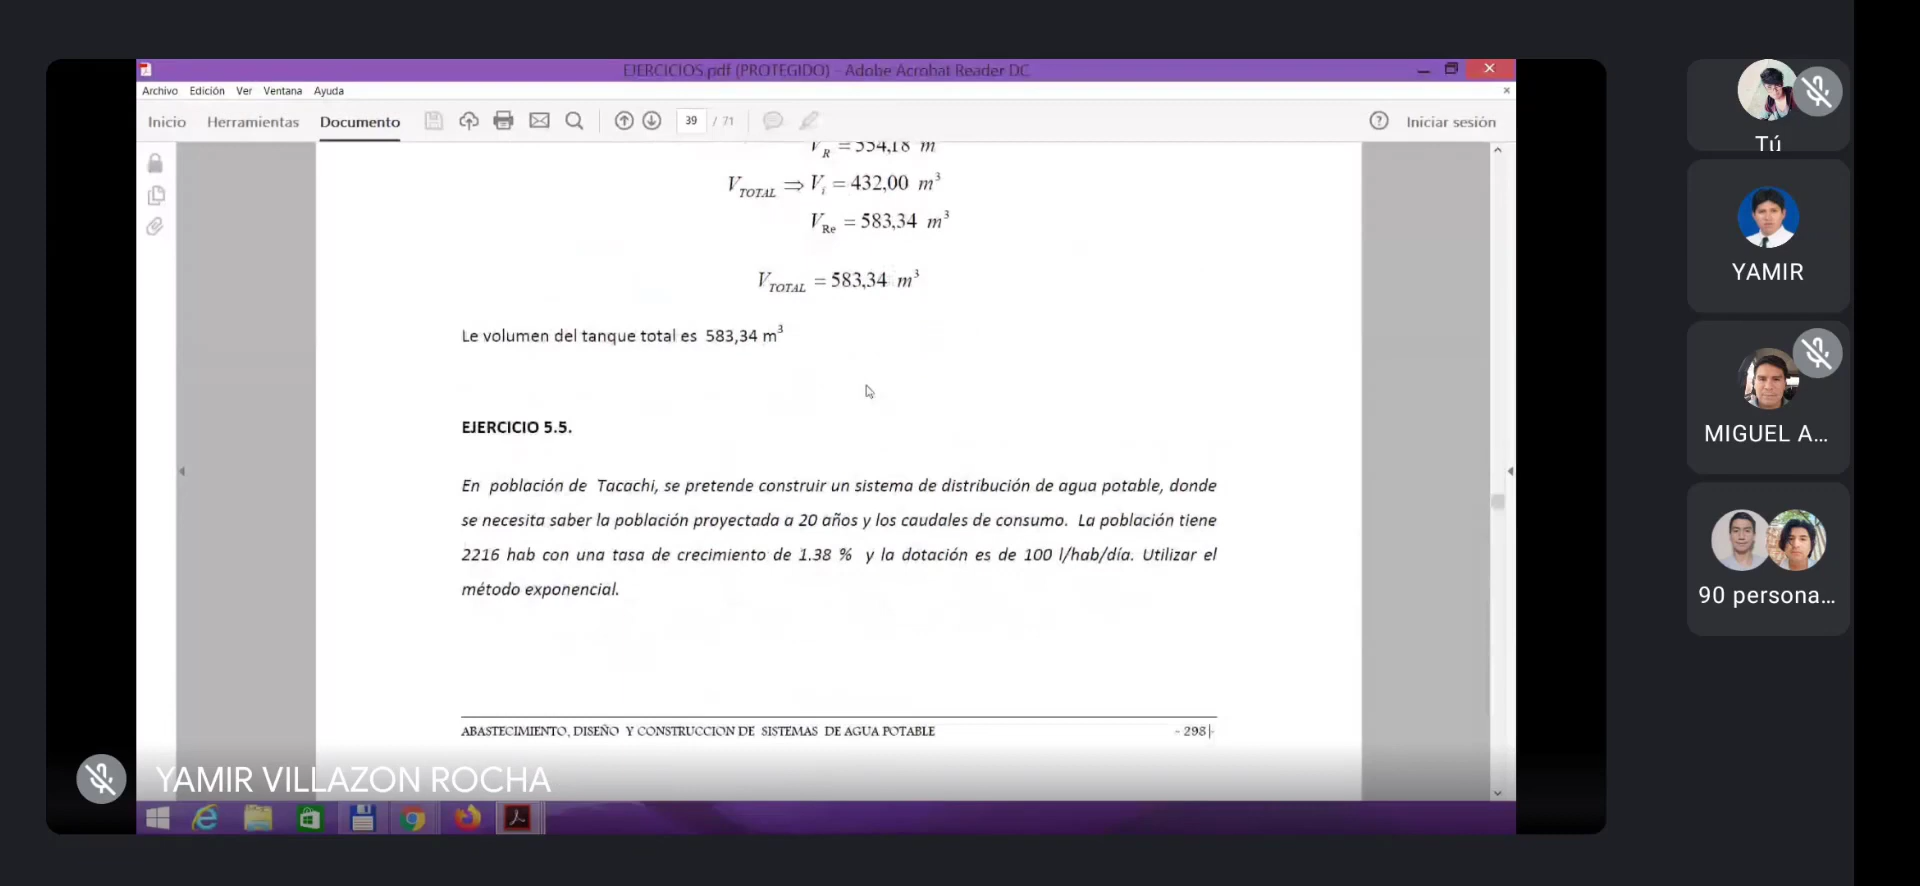 EJERCICIOS.pdf (PROTEGIDO) - Adobe Acrobat Reader DC
Archivo Edición Ver Ventana Ayuda
Inicio Herramientas Documento 39 / 71 Iniciar sesión
V_R = 554,18 m
V_TOTAL ⇒ V_i = 432,00 m³
V_Re = 583,34 m³
V_TOTAL = 583,34 m³
Le volumen del tanque total es 583,34 m³
EJERCICIO 5.5.
En población de Tacachi, se pretende construir un sistema de distribución de agua potable, donde
se necesita saber la población proyectada a 20 años y los caudales de consumo. La población tiene
2216 hab con una tasa de crecimiento de 1.38 % y la dotación es de 100 l/hab/día. Utilizar el
método exponencial.
ABASTECIMIENTO, DISEÑO Y CONSTRUCCION DE SISTEMAS DE AGUA POTABLE - 298|-
YAMIR VILLAZON ROCHA
Tú
YAMIR
MIGUEL A...
90 persona...